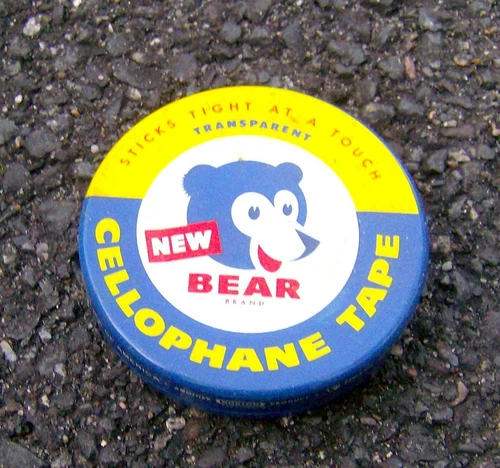 STICKS TIGHT AT A TOUCH
TRANSPARENT
NEW
BEAR
BRAND
CELLOPHANE TAPE